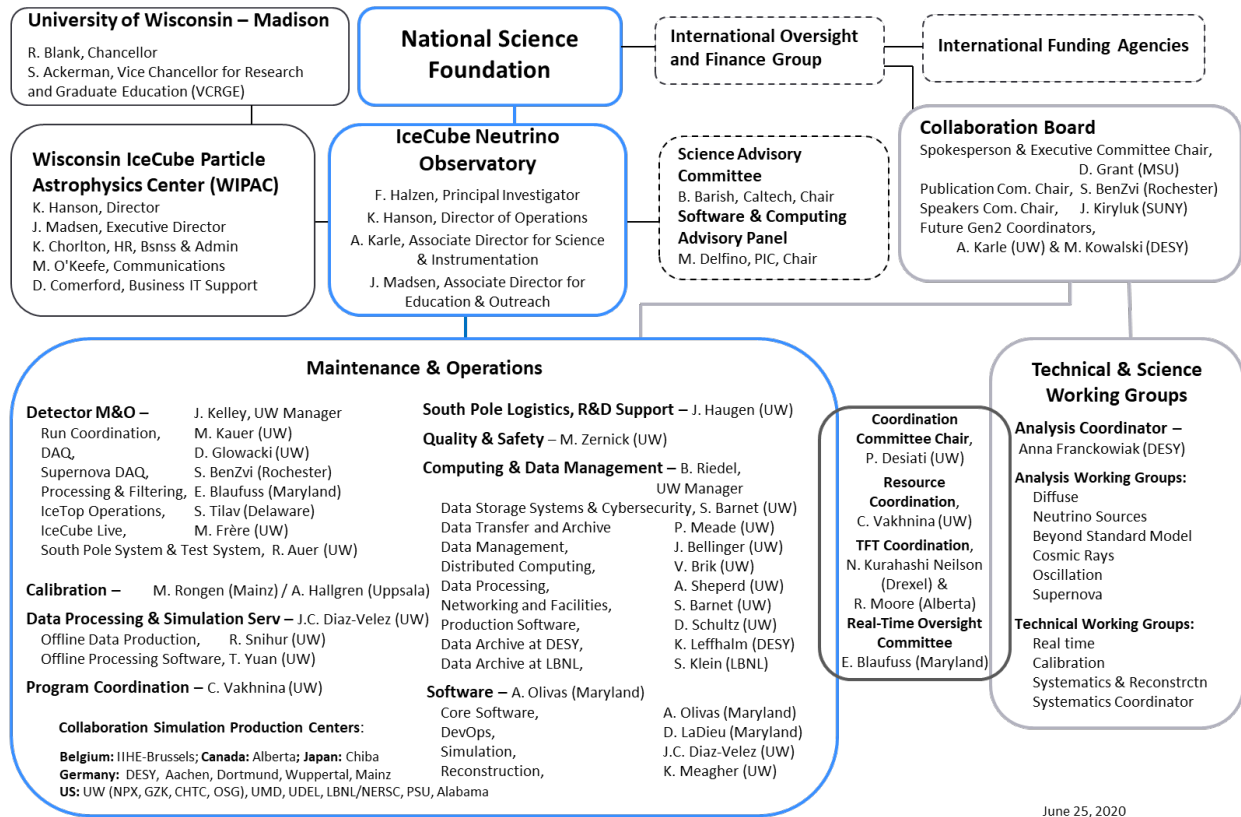 University of Wisconsin – Madison
R. Blank, Chancellor
S. Ackerman, Vice Chancellor for Research
and Graduate Education (VCRGE)
National Science
Foundation
International Oversight
and Finance Group
International Funding Agencies
Wisconsin IceCube Particle
Astrophysics Center (WIPAC)
K. Hanson, Director
J. Madsen, Executive Director
K. Chorlton, HR, Bsnss & Admin
M. O'Keefe, Communications
D. Comerford, Business IT Support
IceCube Neutrino
Observatory
F. Halzen, Principal Investigator
K. Hanson, Director of Operations
A. Karle, Associate Director for Science
& Instrumentation
J. Madsen, Associate Director for
Education & Outreach
Science Advisory
Committee
B. Barish, Caltech, Chair
Software & Computing
Advisory Panel
M. Delfino, PIC, Chair
Collaboration Board
Spokesperson & Executive Committee Chair,
D. Grant (MSU)
Publication Com. Chair, S. BenZvi (Rochester)
Speakers Com. Chair, J. Kiryluk (SUNY)
Future Gen2 Coordinators,
A. Karle (UW) & M. Kowalski (DESY)
Maintenance & Operations
Detector M&O – J. Kelley, UW Manager
Run Coordination, M. Kauer (UW)
DAQ, D. Glowacki (UW)
Supernova DAQ, S. BenZvi (Rochester)
Processing & Filtering, E. Blaufuss (Maryland)
IceTop Operations, S. Tilav (Delaware)
IceCube Live, M. Frère (UW)
South Pole System & Test System, R. Auer (UW)
Calibration – M. Rongen (Mainz) / A. Hallgren (Uppsala)
Data Processing & Simulation Serv – J.C. Diaz-Velez (UW)
Offline Data Production, R. Snihur (UW)
Offline Processing Software, T. Yuan (UW)
Program Coordination – C. Vakhnina (UW)
Collaboration Simulation Production Centers:
Belgium: IIHE-Brussels; Canada: Alberta; Japan: Chiba
Germany: DESY, Aachen, Dortmund, Wuppertal, Mainz
US: UW (NPX, GZK, CHTC, OSG), UMD, UDEL, LBNL/NERSC, PSU, Alabama
South Pole Logistics, R&D Support – J. Haugen (UW)
Quality & Safety – M. Zernick (UW)
Computing & Data Management – B. Riedel,
UW Manager
Data Storage Systems & Cybersecurity, S. Barnet (UW)
Data Transfer and Archive P. Meade (UW)
Data Management, J. Bellinger (UW)
Distributed Computing, V. Brik (UW)
Data Processing, A. Sheperd (UW)
Networking and Facilities, S. Barnet (UW)
Production Software, D. Schultz (UW)
Data Archive at DESY, K. Leffhalm (DESY)
Data Archive at LBNL, S. Klein (LBNL)
Software – A. Olivas (Maryland)
Core Software, A. Olivas (Maryland)
DevOps, D. LaDieu (Maryland)
Simulation, J.C. Diaz-Velez (UW)
Reconstruction, K. Meagher (UW)
Coordination
Committee Chair,
P. Desiati (UW)
Resource
Coordination,
C. Vakhnina (UW)
TFT Coordination,
N. Kurahashi Neilson
(Drexel) &
R. Moore (Alberta)
Real-Time Oversight
Committee
E. Blaufuss (Maryland)
Technical & Science
Working Groups
Analysis Coordinator –
Anna Franckowiak (DESY)
Analysis Working Groups:
Diffuse
Neutrino Sources
Beyond Standard Model
Cosmic Rays
Oscillation
Supernova
Technical Working Groups:
Real time
Calibration
Systematics & Reconstrctn
Systematics Coordinator
June 25, 2020